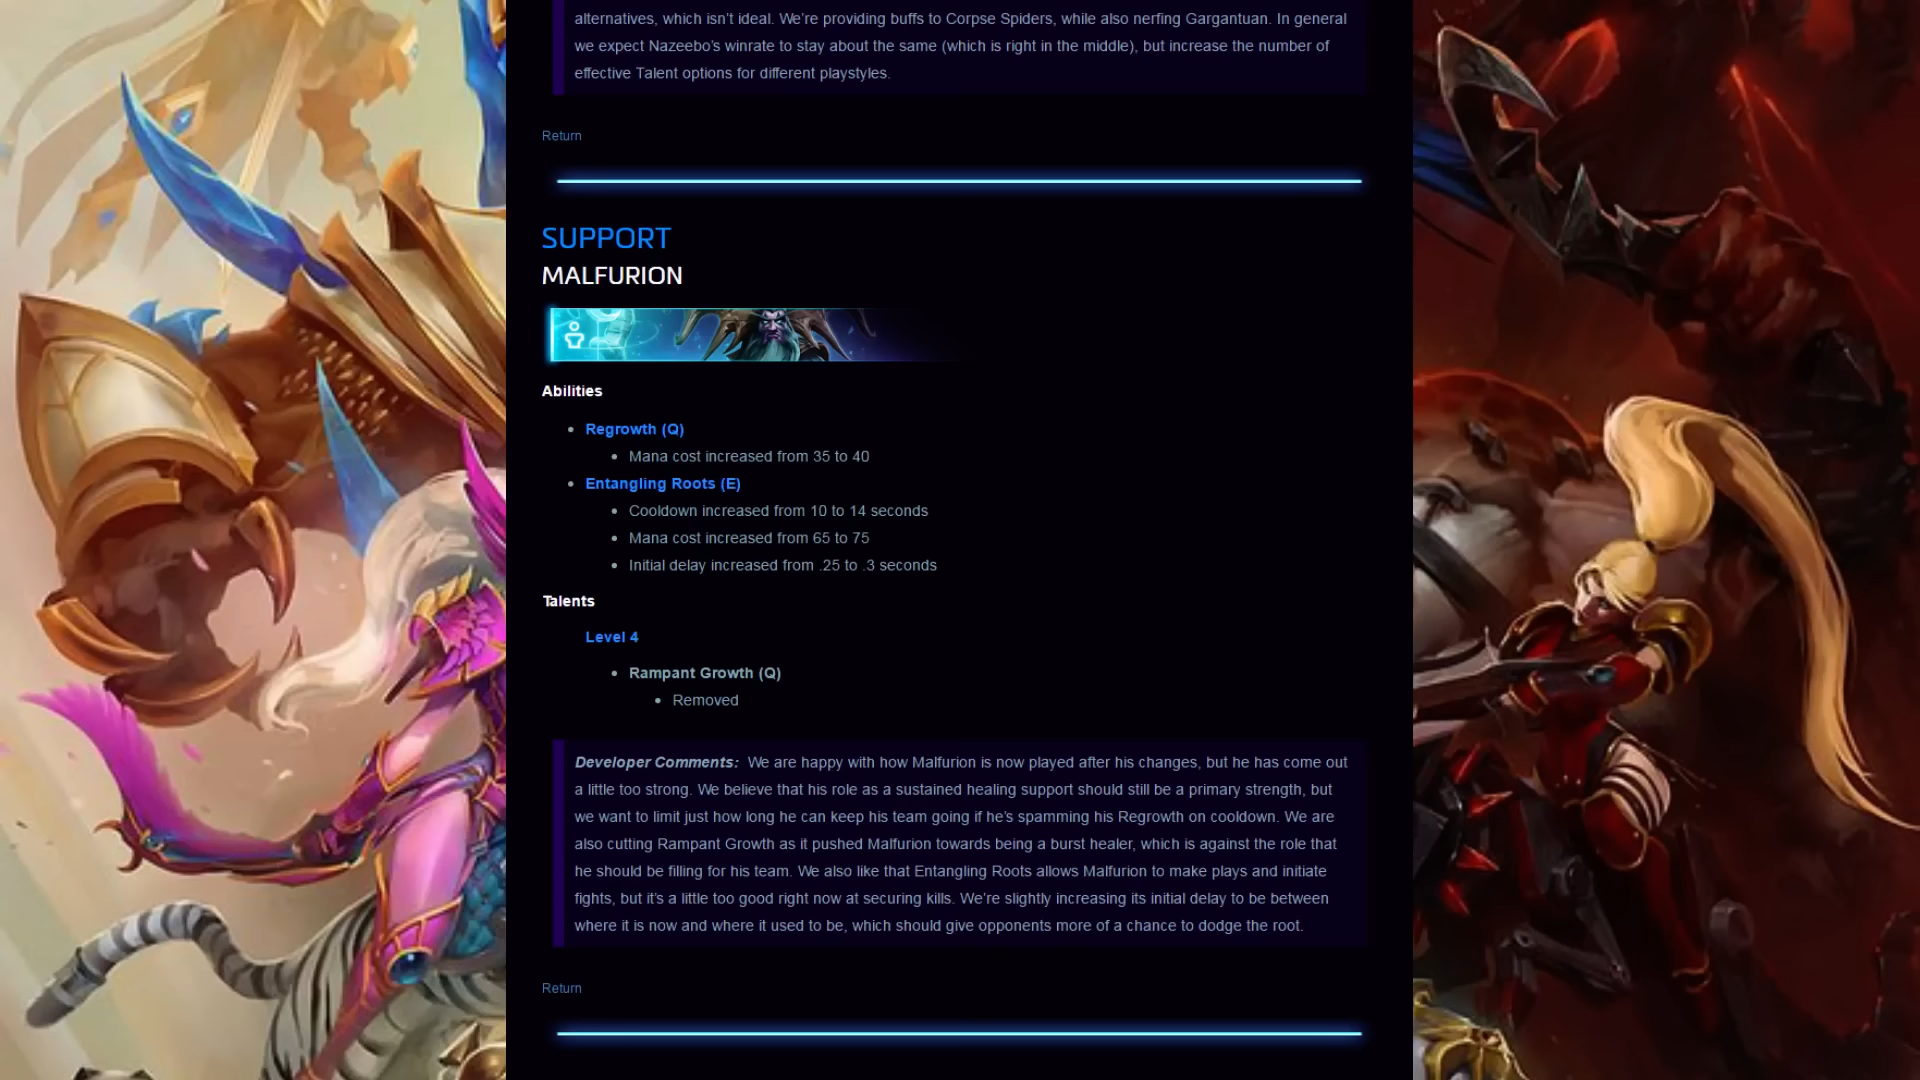 alternatives, which isn't ideal. We're providing buffs to Corpse Spiders, while also nerfing Gargantuan. In general
we expect Nazeebo's winrate to stay about the same (which is right in the middle), but increase the number of
effective Talent options for different playstyles.
Return
SUPPORT
MALFURION
Abilities
Regrowth (Q)
Mana cost increased from 35 to 40
Entangling Roots (E)
Cooldown increased from 10 to 14 seconds
Mana cost increased from 65 to 75
Initial delay increased from .25 to .3 seconds
Talents
Level 4
Rampant Growth (Q)
Removed
Developer Comments: We are happy with how Malfurion is now played after his changes, but he has come out
a little too strong. We believe that his role as a sustained healing support should still be a primary strength, but
we want to limit just how long he can keep his team going if he's spamming his Regrowth on cooldown. We are
also cutting Rampant Growth as it pushed Malfurion towards being a burst healer, which is against the role that
he should be filling for his team. We also like that Entangling Roots allows Malfurion to make plays and initiate
fights, but it's a little too good right now at securing kills. We're slightly increasing its initial delay to be between
where it is now and where it used to be, which should give opponents more of a chance to dodge the root.
Return